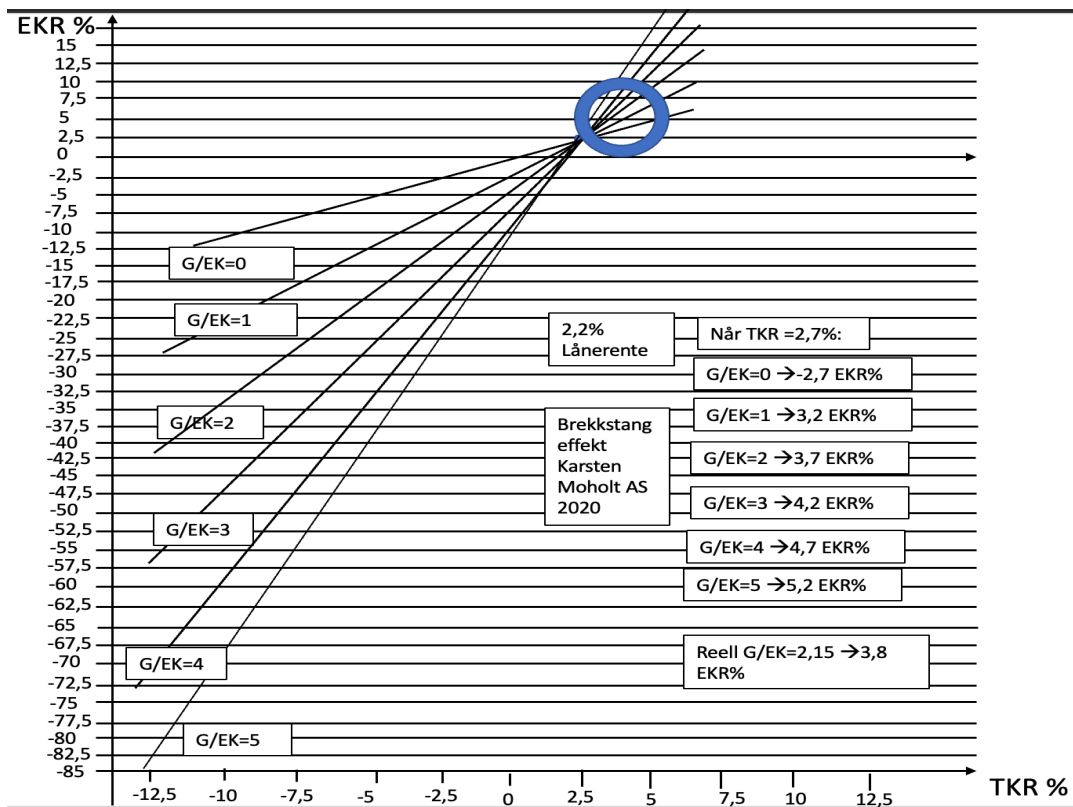 EKR %
15
12,5
10
7,5
5
2,5
0
-2,5
-5
-7,5
-10
-12,5
-15
-17,5
-20
-22,5
-25
-27,5
-30
-32,5
-35
-37,5
-40
-42,5
-45
-47,5
-50
-52,5
-55
-57,5
-60
-62,5
-65
-67,5
-70
-72,5
-75
-77,5
-80
-82,5
-85
G/EK=0
G/EK=1
G/EK=2
G/EK=3
G/EK=4
G/EK=5
2,2%
Lånerente
Brekkstang
effekt
Karsten
Moholt AS
2020
Når TKR =2,7%:
G/EK=0 →-2,7 EKR%
G/EK=1 →3,2 EKR%
G/EK=2 →3,7 EKR%
G/EK=3 →4,2 EKR%
G/EK=4 →4,7 EKR%
G/EK=5 →5,2 EKR%
Reell G/EK=2,15 →3,8
EKR%
-12,5 -10 -7,5 -5 -2,5 0 2,5 5 7,5 10 12,5
TKR %